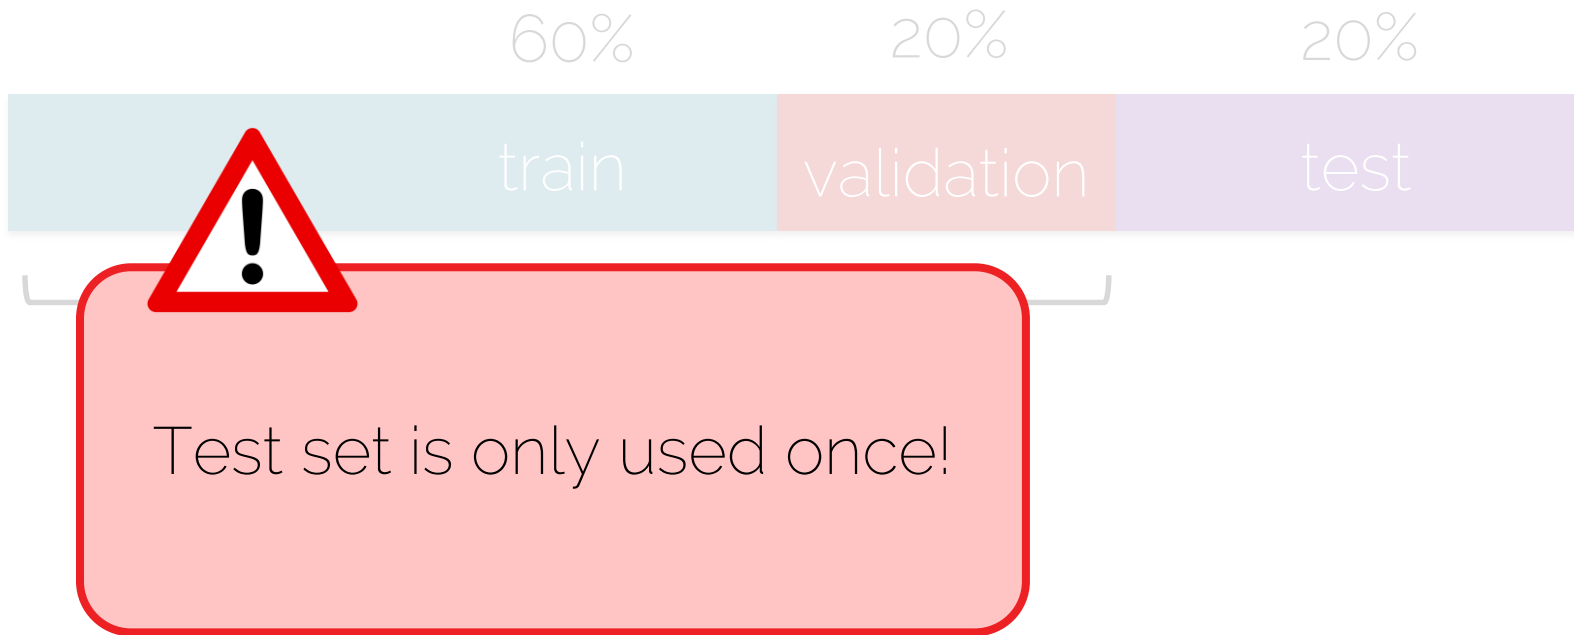 60% 20% 20%
train validation test
Test set is only used once!